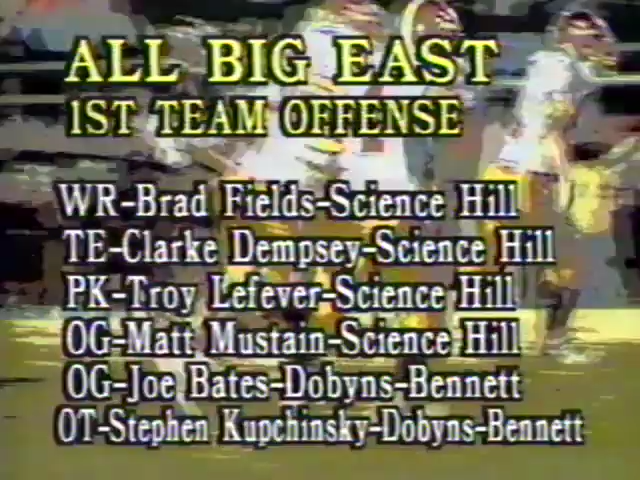 ALL BIG EAST
1ST TEAM OFFENSE
WR-Brad Fields-Science Hill
TE-Clarke Dempsey-Science Hill
PK-Troy Lefever-Science Hill
OG-Matt Mustain-Science Hill
OG-Joe Bates-Dobyns-Bennett
OT-Stephen Kupchinsky-Dobyns-Bennett